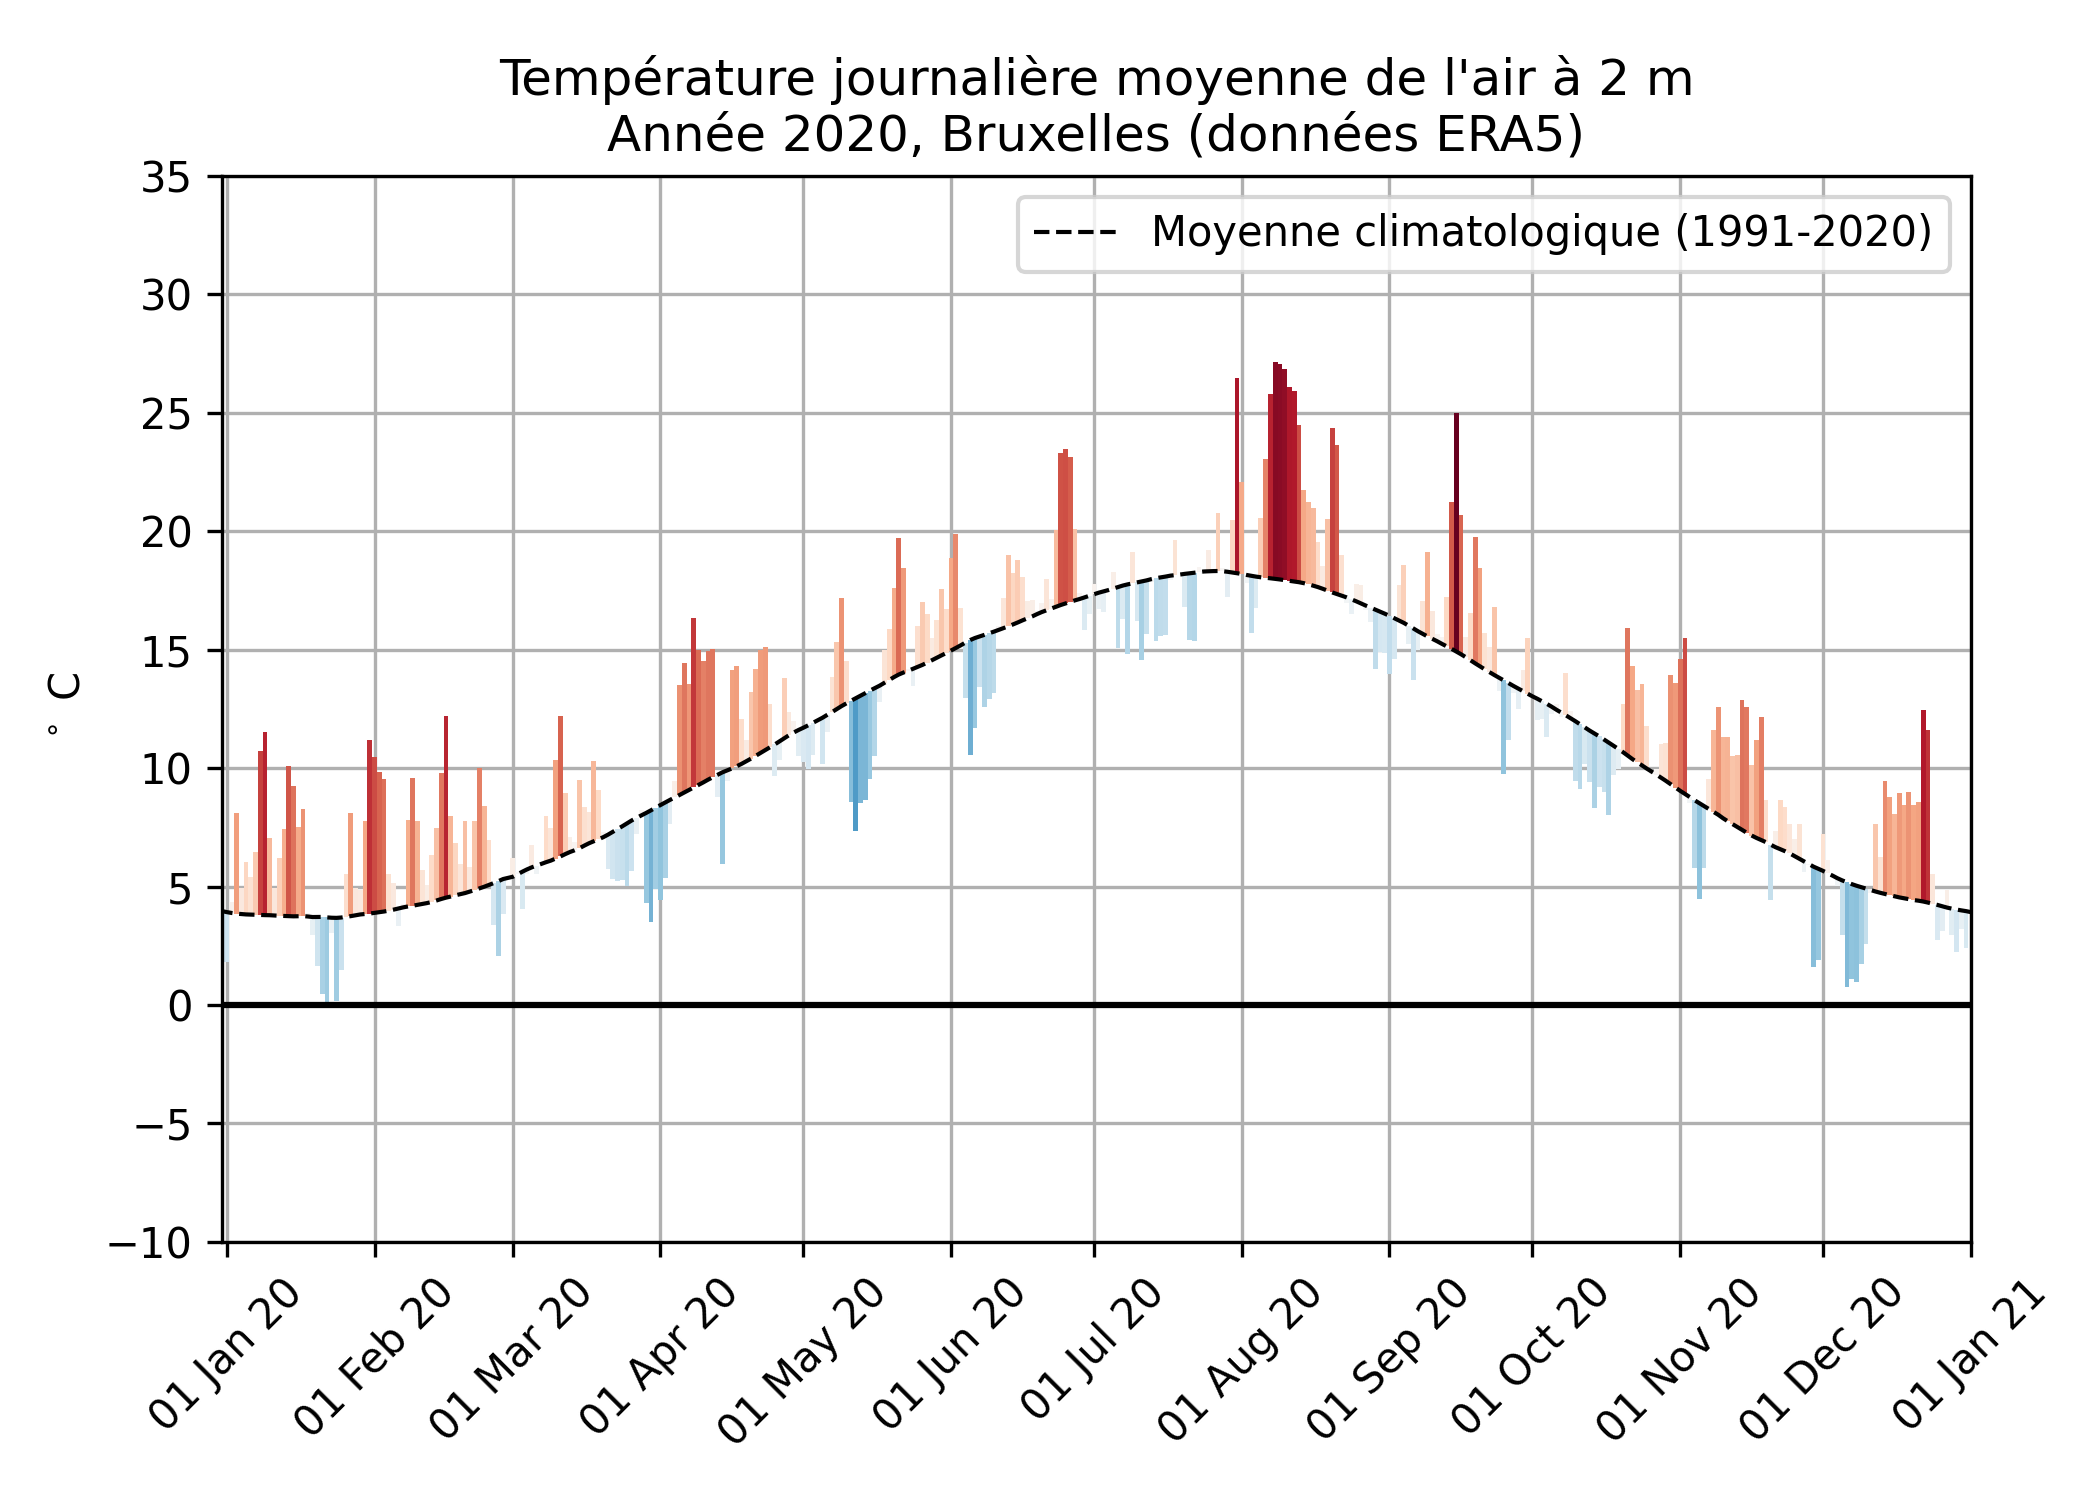 Température journalière moyenne de l'air à 2 m
Année 2020, Bruxelles (données ERA5)
Moyenne climatologique (1991-2020)
35
30
25
20
15
10
5
0
−5
−10
° C
01 Jan 20
01 Feb 20
01 Mar 20
01 Apr 20
01 May 20
01 Jun 20
01 Jul 20
01 Aug 20
01 Sep 20
01 Oct 20
01 Nov 20
01 Dec 20
01 Jan 21